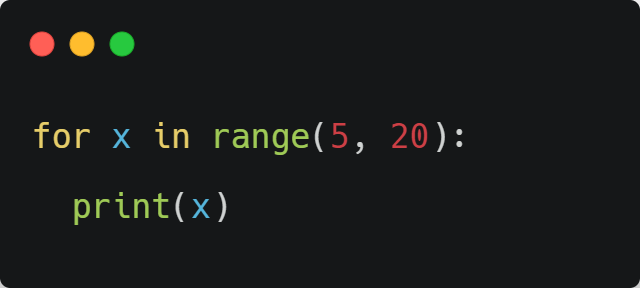 for x in range(5, 20):
  print(x)